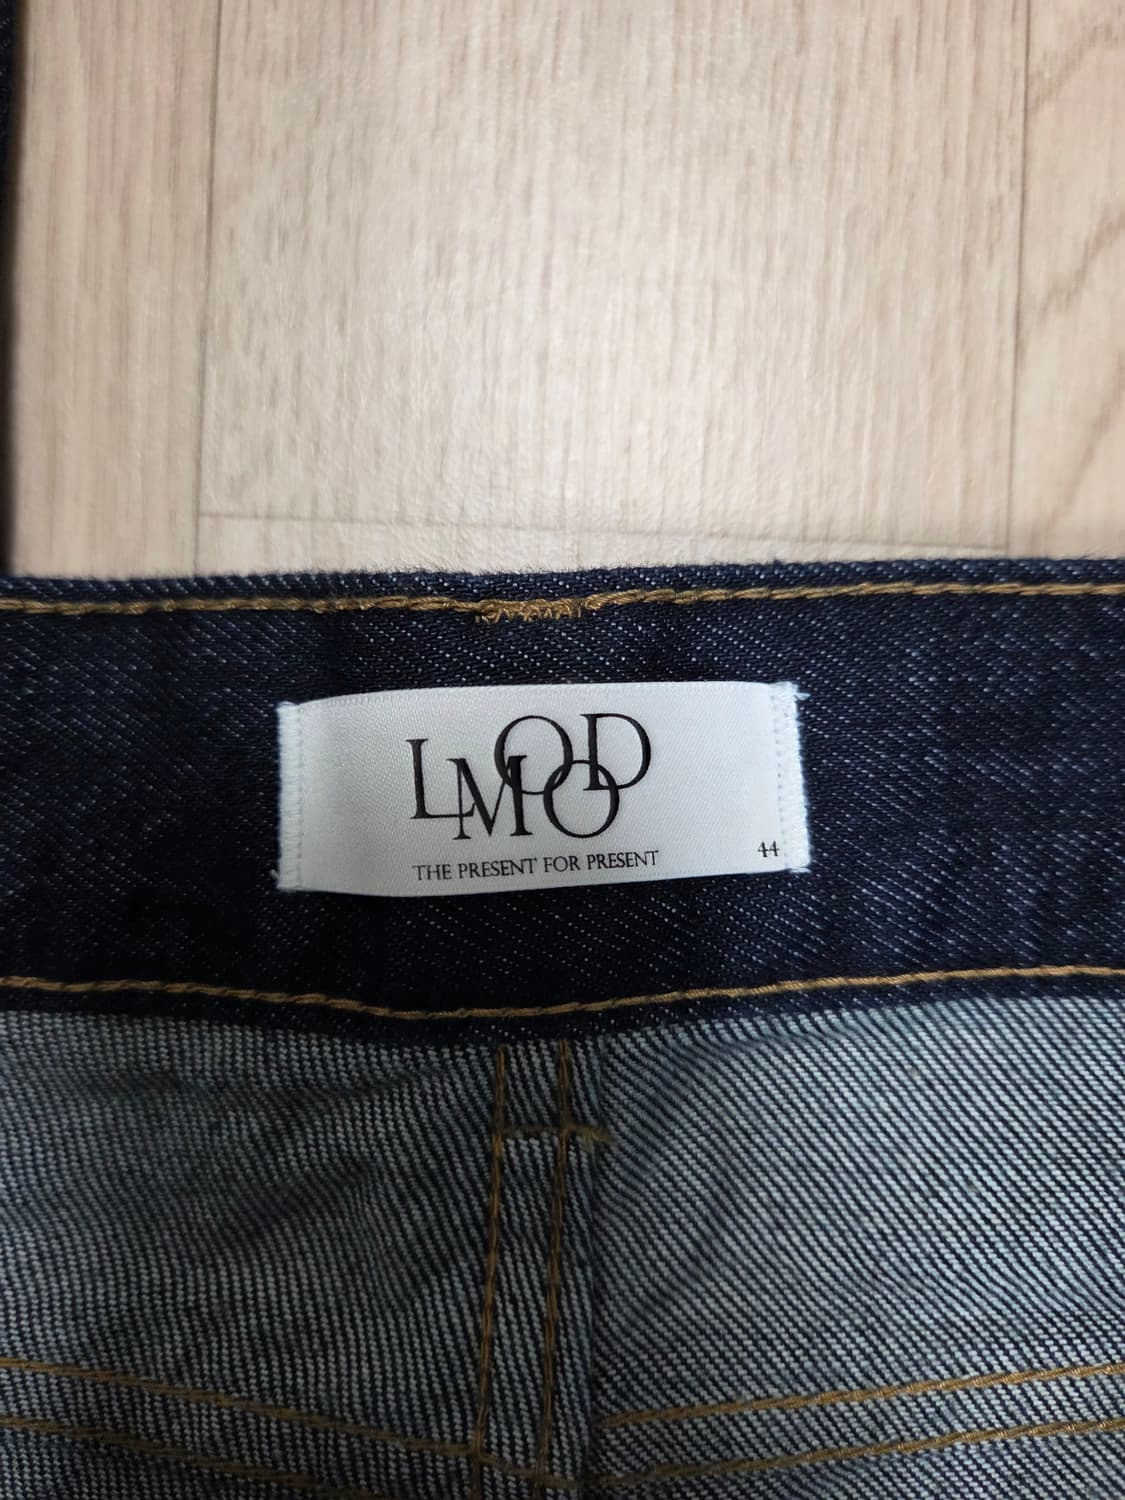 LMOOD
THE PRESENT FOR PRESENT
44